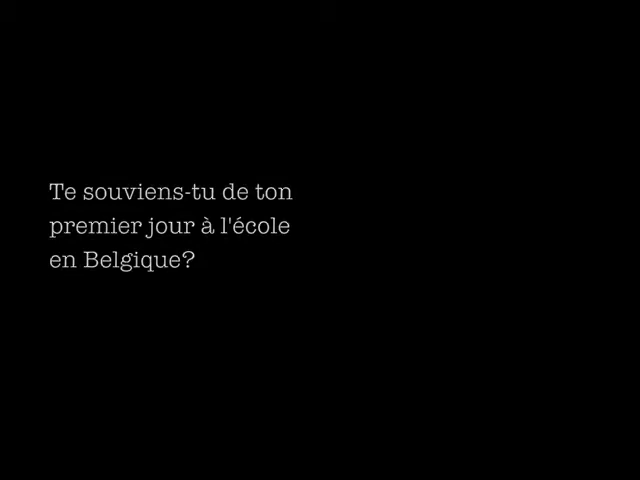 Te souviens-tu de ton
premier jour à l'école
en Belgique?